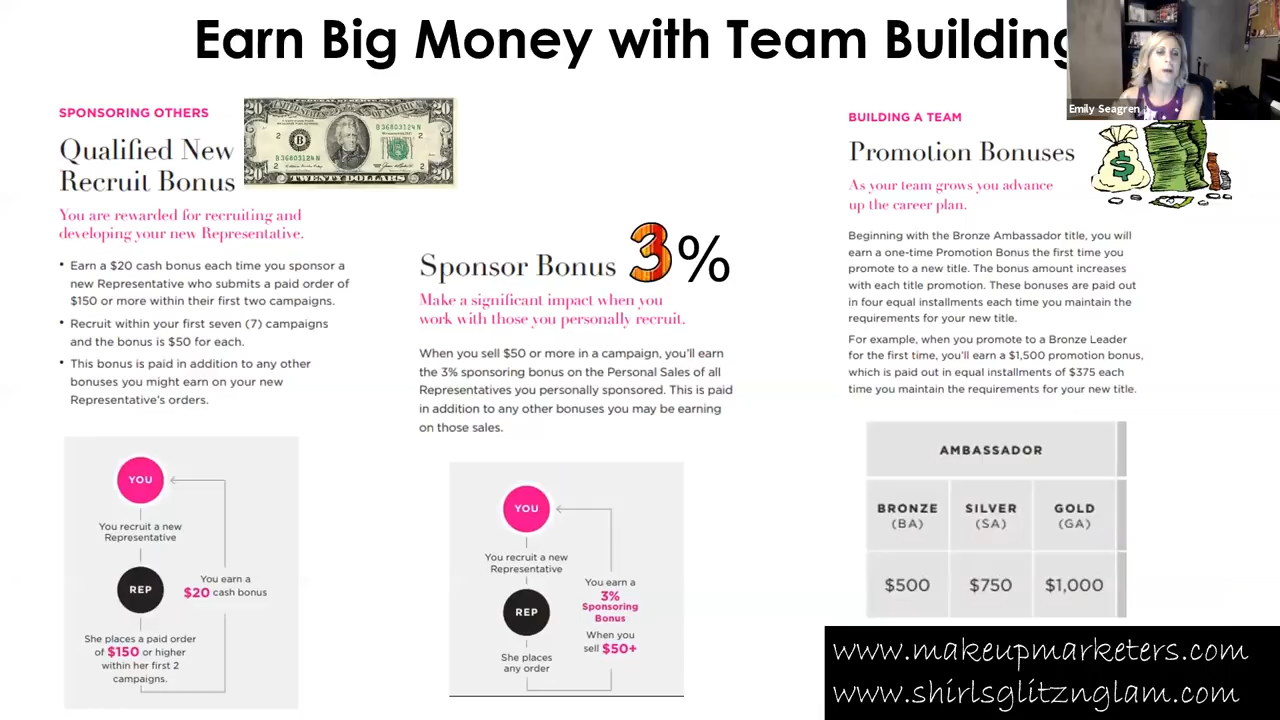 Earn Big Money with Team Building
Emily Seagren
SPONSORING OTHERS
Qualified New
Recruit Bonus
You are rewarded for recruiting and
developing your new Representative.
• Earn a $20 cash bonus each time you sponsor a
new Representative who submits a paid order of
$150 or more within their first two campaigns.
• Recruit within your first seven (7) campaigns
and the bonus is $50 for each.
• This bonus is paid in addition to any other
bonuses you might earn on your new
Representative's orders.
YOU
You recruit a new
Representative
REP
You earn a
$20 cash bonus
She places a paid order
of $150 or higher
within her first 2
campaigns.
20
20
B 36803124 N
B 36803124 N
B
2
2
2
2
TWENTY DOLLARS
20
20
Sponsor Bonus 3%
Make a significant impact when you
work with those you personally recruit.
When you sell $50 or more in a campaign, you'll earn
the 3% sponsoring bonus on the Personal Sales of all
Representatives you personally sponsored. This is paid
in addition to any other bonuses you may be earning
on those sales.
YOU
You recruit a new
Representative
REP
You earn a
3%
Sponsoring
Bonus
When you
sell $50+
She places
any order
BUILDING A TEAM
Promotion Bonuses
$
As your team grows you advance
up the career plan.
Beginning with the Bronze Ambassador title, you will
earn a one-time Promotion Bonus the first time you
promote to a new title. The bonus amount increases
with each title promotion. These bonuses are paid out
in four equal installments each time you maintain the
requirements for your new title.
For example, when you promote to a Bronze Leader
for the first time, you'll earn a $1,500 promotion bonus,
which is paid out in equal installments of $375 each
time you maintain the requirements for your new title.
AMBASSADOR
BRONZE SILVER GOLD
(BA) (SA) (GA)
$500 $750 $1,000
www.makeupmarketers.com
www.shirlsglitznglam.com